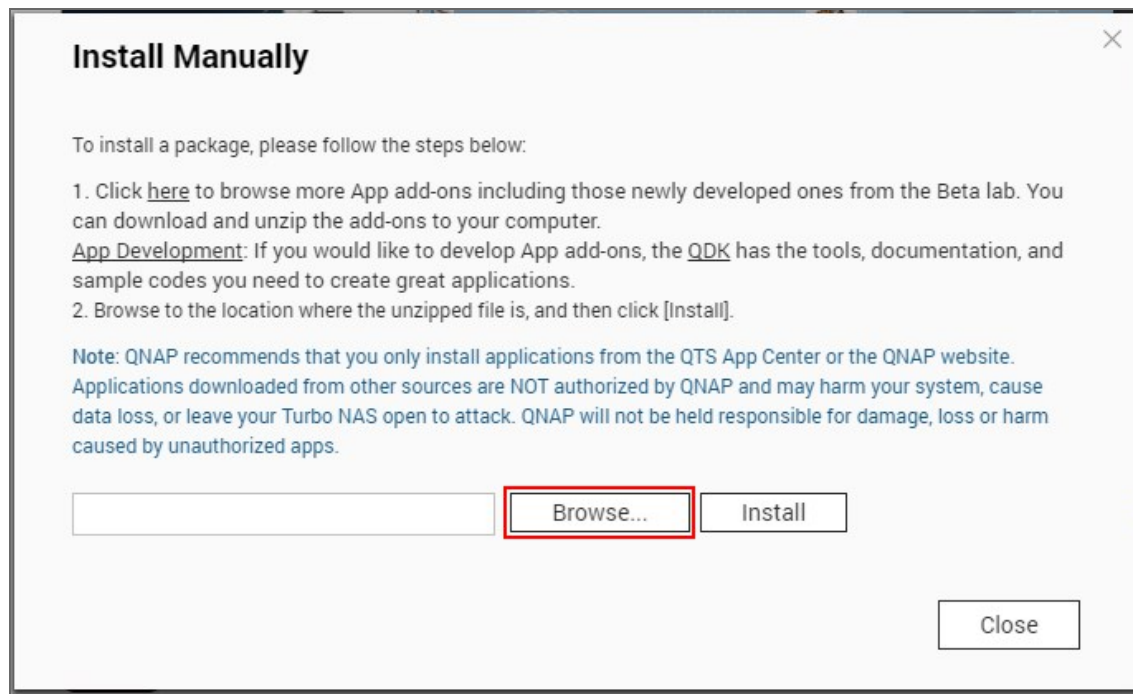 Install Manually
To install a package, please follow the steps below:
1. Click here to browse more App add-ons including those newly developed ones from the Beta lab. You
can download and unzip the add-ons to your computer.
App Development: If you would like to develop App add-ons, the QDK has the tools, documentation, and
sample codes you need to create great applications.
2. Browse to the location where the unzipped file is, and then click [Install].
Note: QNAP recommends that you only install applications from the QTS App Center or the QNAP website.
Applications downloaded from other sources are NOT authorized by QNAP and may harm your system, cause
data loss, or leave your Turbo NAS open to attack. QNAP will not be held responsible for damage, loss or harm
caused by unauthorized apps.
Browse... Install
Close